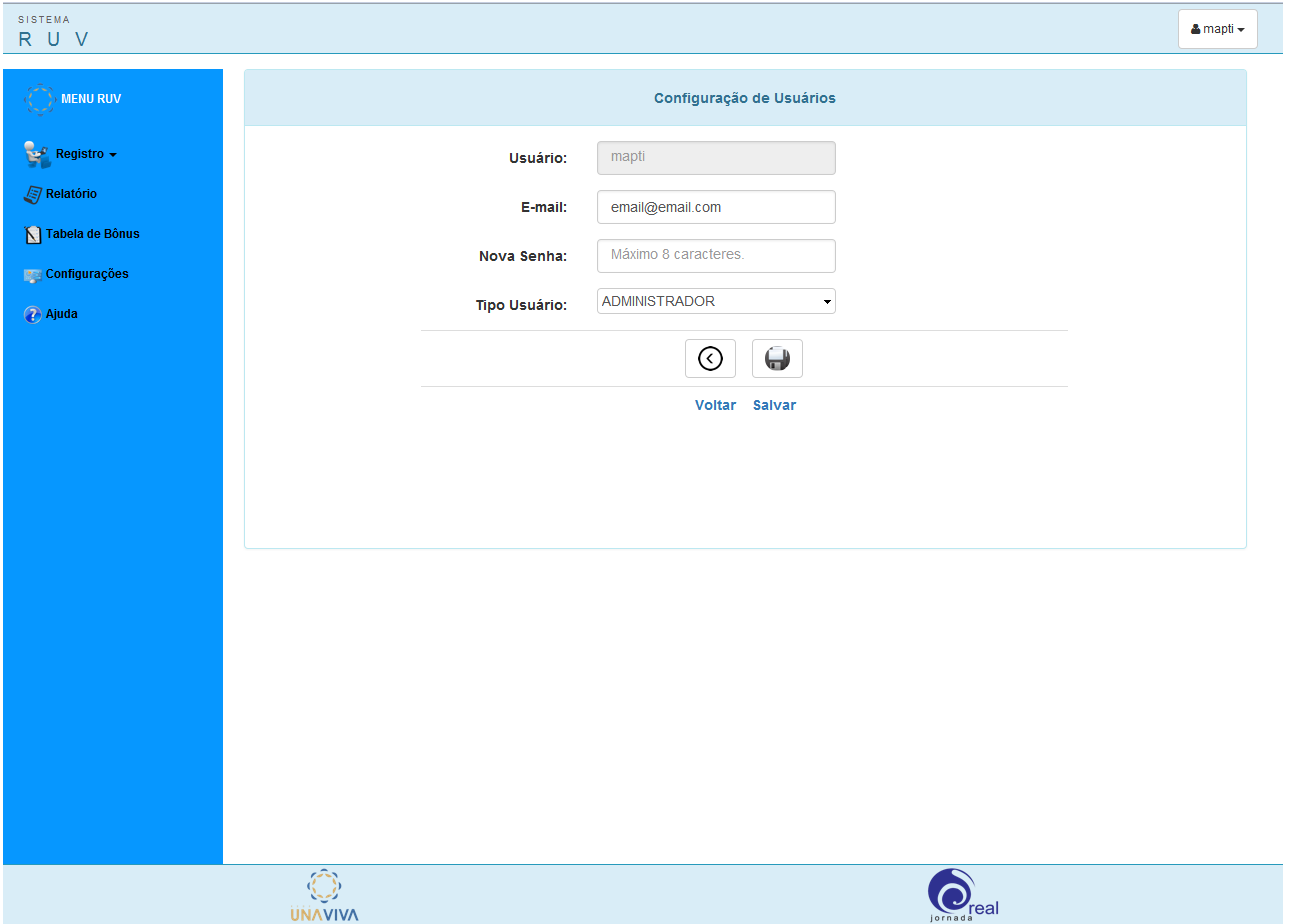 SISTEMA
R U V
mapti
MENU RUV
Registro
Relatório
Tabela de Bônus
Configurações
Ajuda
Configuração de Usuários
Usuário: mapti
E-mail: email@email.com
Nova Senha: Máximo 8 caracteres.
Tipo Usuário: ADMINISTRADOR
Voltar Salvar
UNAVIVA
real
jornada